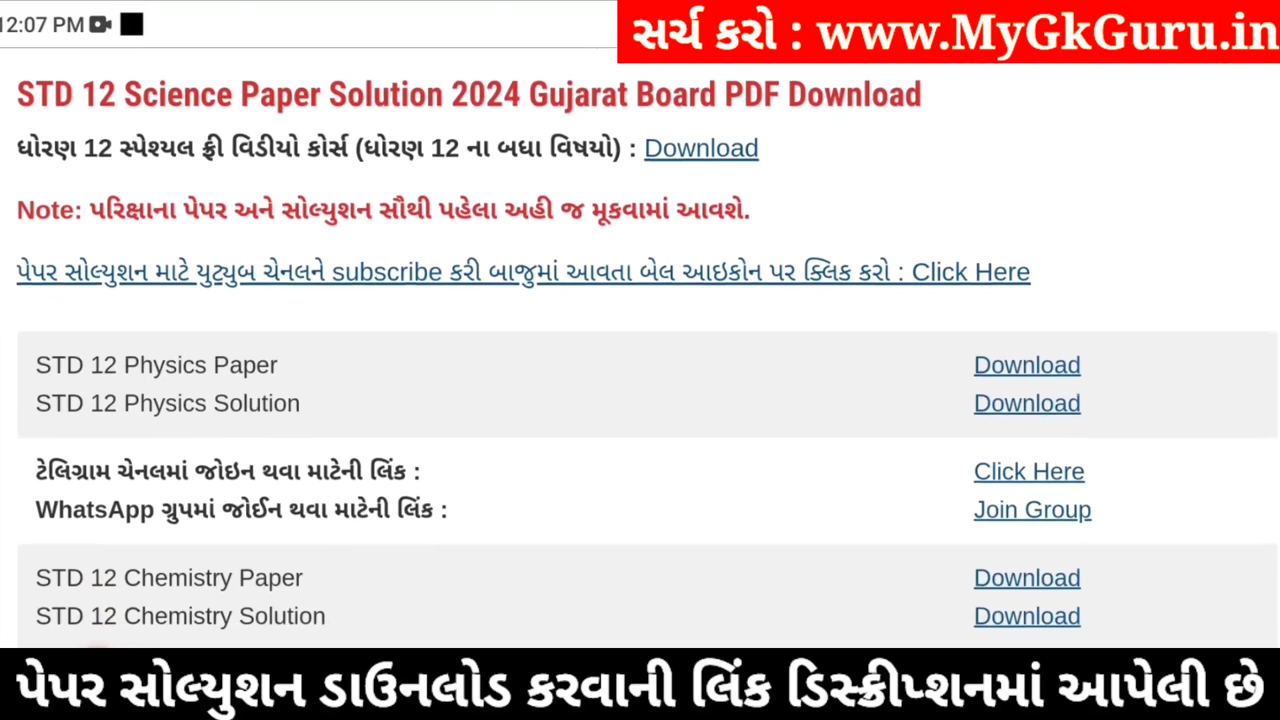 12:07 PM
સર્ચ કરો : www.MyGkGuru.in
STD 12 Science Paper Solution 2024 Gujarat Board PDF Download
ધોરણ 12 સ્પેશ્યલ ફ્રી વિડીયો કોર્સ (ધોરણ 12 ના બધા વિષયો) : Download
Note: પરિક્ષાના પેપર અને સોલ્યુશન સૌથી પહેલા અહી જ મૂકવામાં આવશે.
પેપર સોલ્યુશન માટે યુટ્યુબ ચેનલને subscribe કરી બાજુમાં આવતા બેલ આઇકોન પર ક્લિક કરો : Click Here
STD 12 Physics Paper Download
STD 12 Physics Solution Download
ટેલિગ્રામ ચેનલમાં જોઇન થવા માટેની લિંક : Click Here
WhatsApp ગ્રુપમાં જોઈન થવા માટેની લિંક : Join Group
STD 12 Chemistry Paper Download
STD 12 Chemistry Solution Download
પેપર સોલ્યુશન ડાઉનલોડ કરવાની લિંક ડિસ્ક્રીપ્શનમાં આપેલી છે